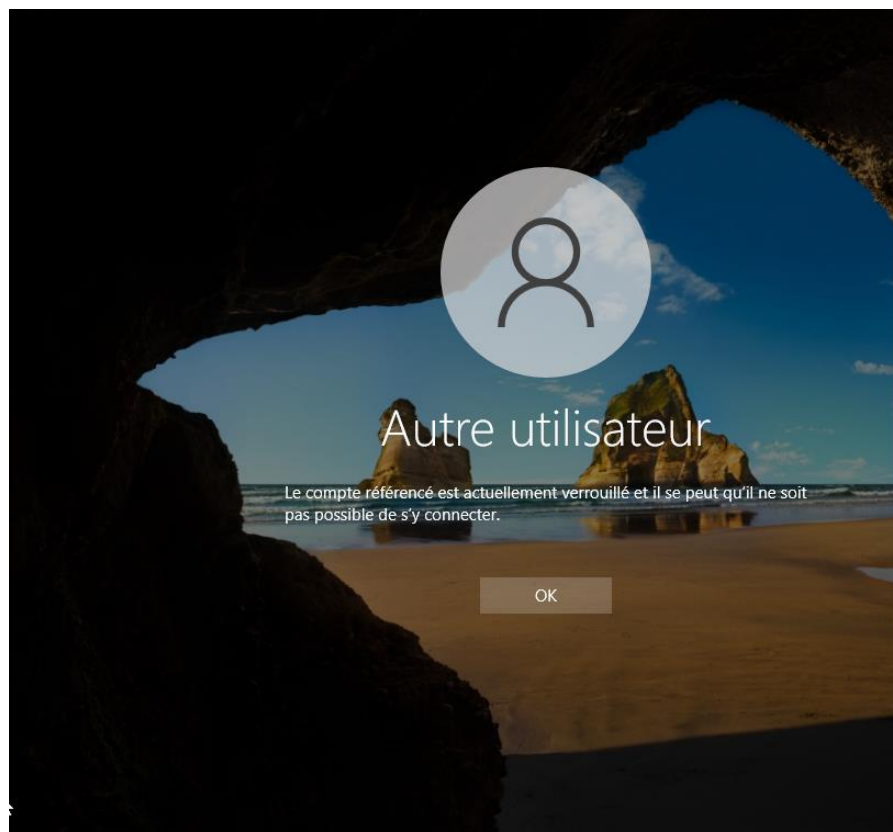 Autre utilisateur
Le compte référencé est actuellement verrouillé et il se peut qu'il ne soit
pas possible de s'y connecter.
OK